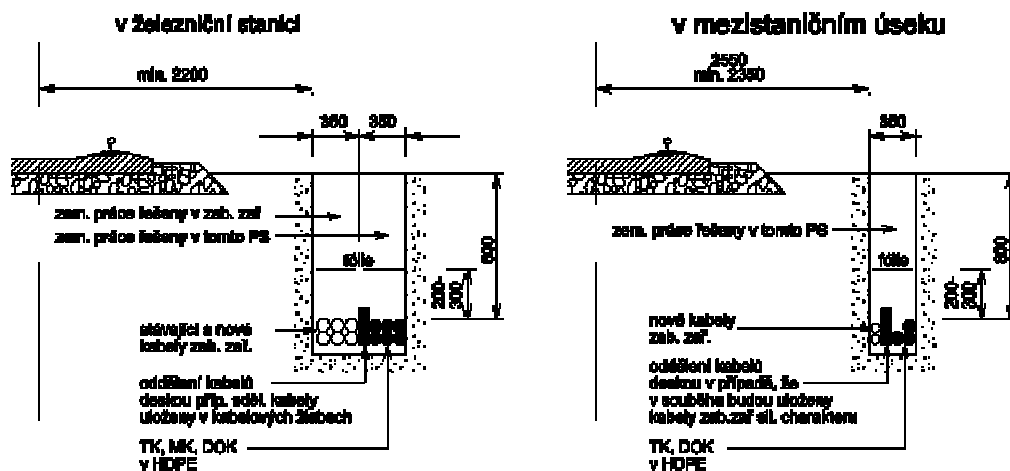 v železniční stanici
min. 2200
350
350
zem. práce řešeny v zab. zař
zem. práce řešeny v tomto PS
fólie
200-
300
stávající a nové
kabely zab. zař.
oddělení kabelů
deskou příp. sděl. kabely
uloženy v kabelových žlabech
TK, MK, DOK
v HDPE
v mezistaničním úseku
2550
min. 2350
350
zem. práce řešeny v tomto PS
fólie
800
200-
300
nové kabely
zab. zař.
oddělení kabelů
deskou v případě, že
v souběhu budou uloženy
kabely zab.zař sil. charakteru
TK, DOK
v HDPE